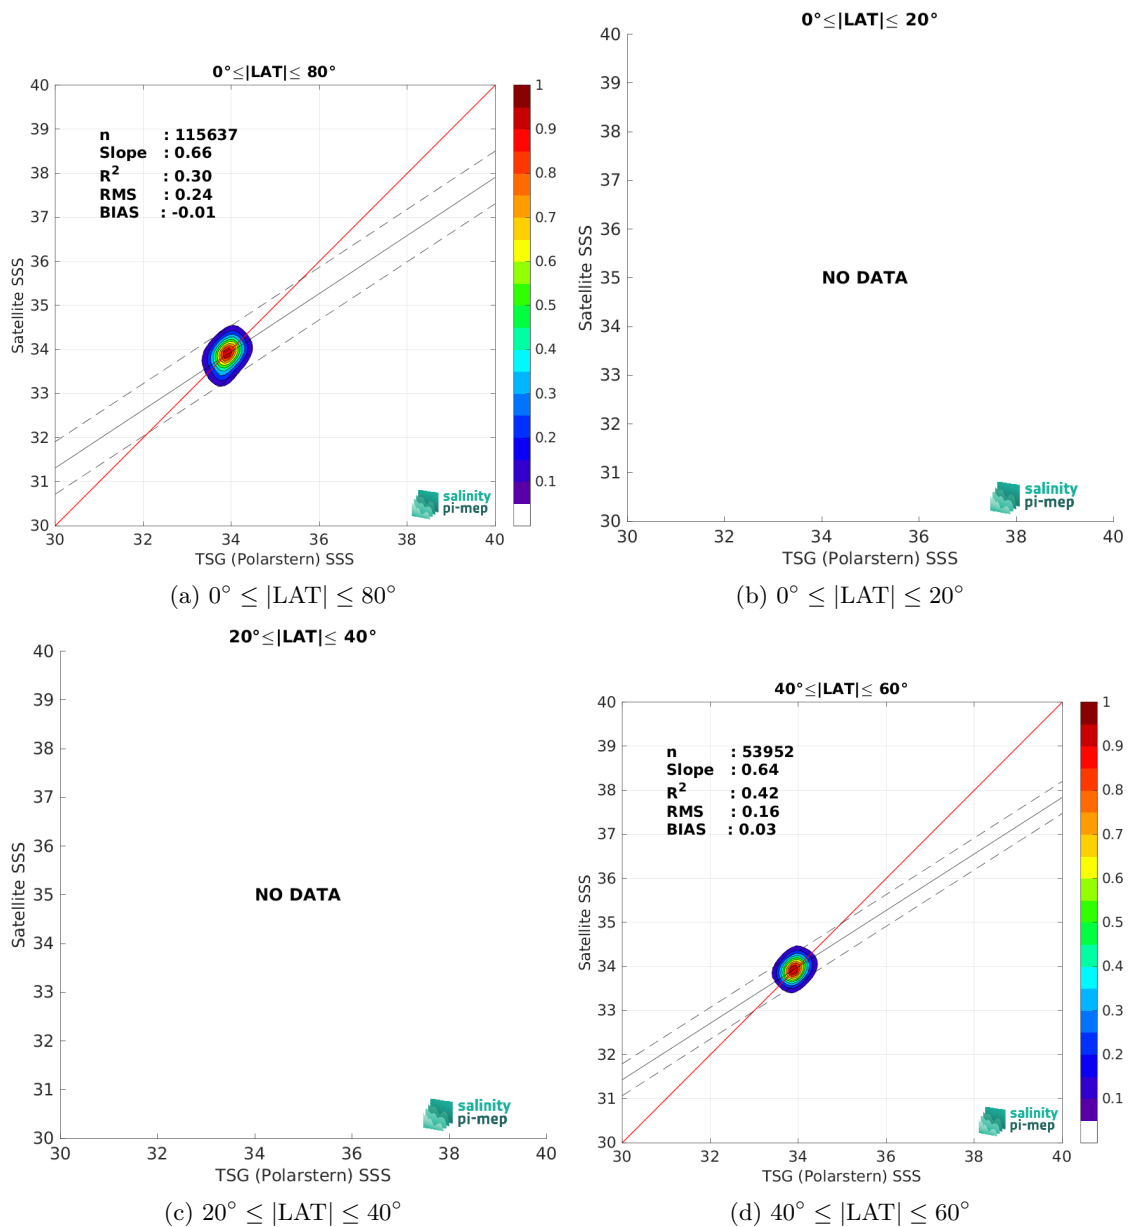 0°≤|LAT|≤ 80°
n : 115637
Slope : 0.66
R² : 0.30
RMS : 0.24
BIAS : -0.01
40
39
38
37
36
35
34
33
32
31
30
30 32 34 36 38 40
Satellite SSS
TSG (Polarstern) SSS
1
0.9
0.8
0.7
0.6
0.5
0.4
0.3
0.2
0.1
salinity
pi-mep
(a) 0° ≤ |LAT| ≤ 80°
0°≤|LAT|≤ 20°
40
39
38
37
36
35
34
33
32
31
30
30 32 34 36 38 40
Satellite SSS
NO DATA
TSG (Polarstern) SSS
salinity
pi-mep
(b) 0° ≤ |LAT| ≤ 20°
20°≤|LAT|≤ 40°
40
39
38
37
36
35
34
33
32
31
30
30 32 34 36 38 40
Satellite SSS
NO DATA
TSG (Polarstern) SSS
salinity
pi-mep
(c) 20° ≤ |LAT| ≤ 40°
40°≤|LAT|≤ 60°
n : 53952
Slope : 0.64
R² : 0.42
RMS : 0.16
BIAS : 0.03
40
39
38
37
36
35
34
33
32
31
30
30 32 34 36 38 40
Satellite SSS
TSG (Polarstern) SSS
1
0.9
0.8
0.7
0.6
0.5
0.4
0.3
0.2
0.1
salinity
pi-mep
(d) 40° ≤ |LAT| ≤ 60°